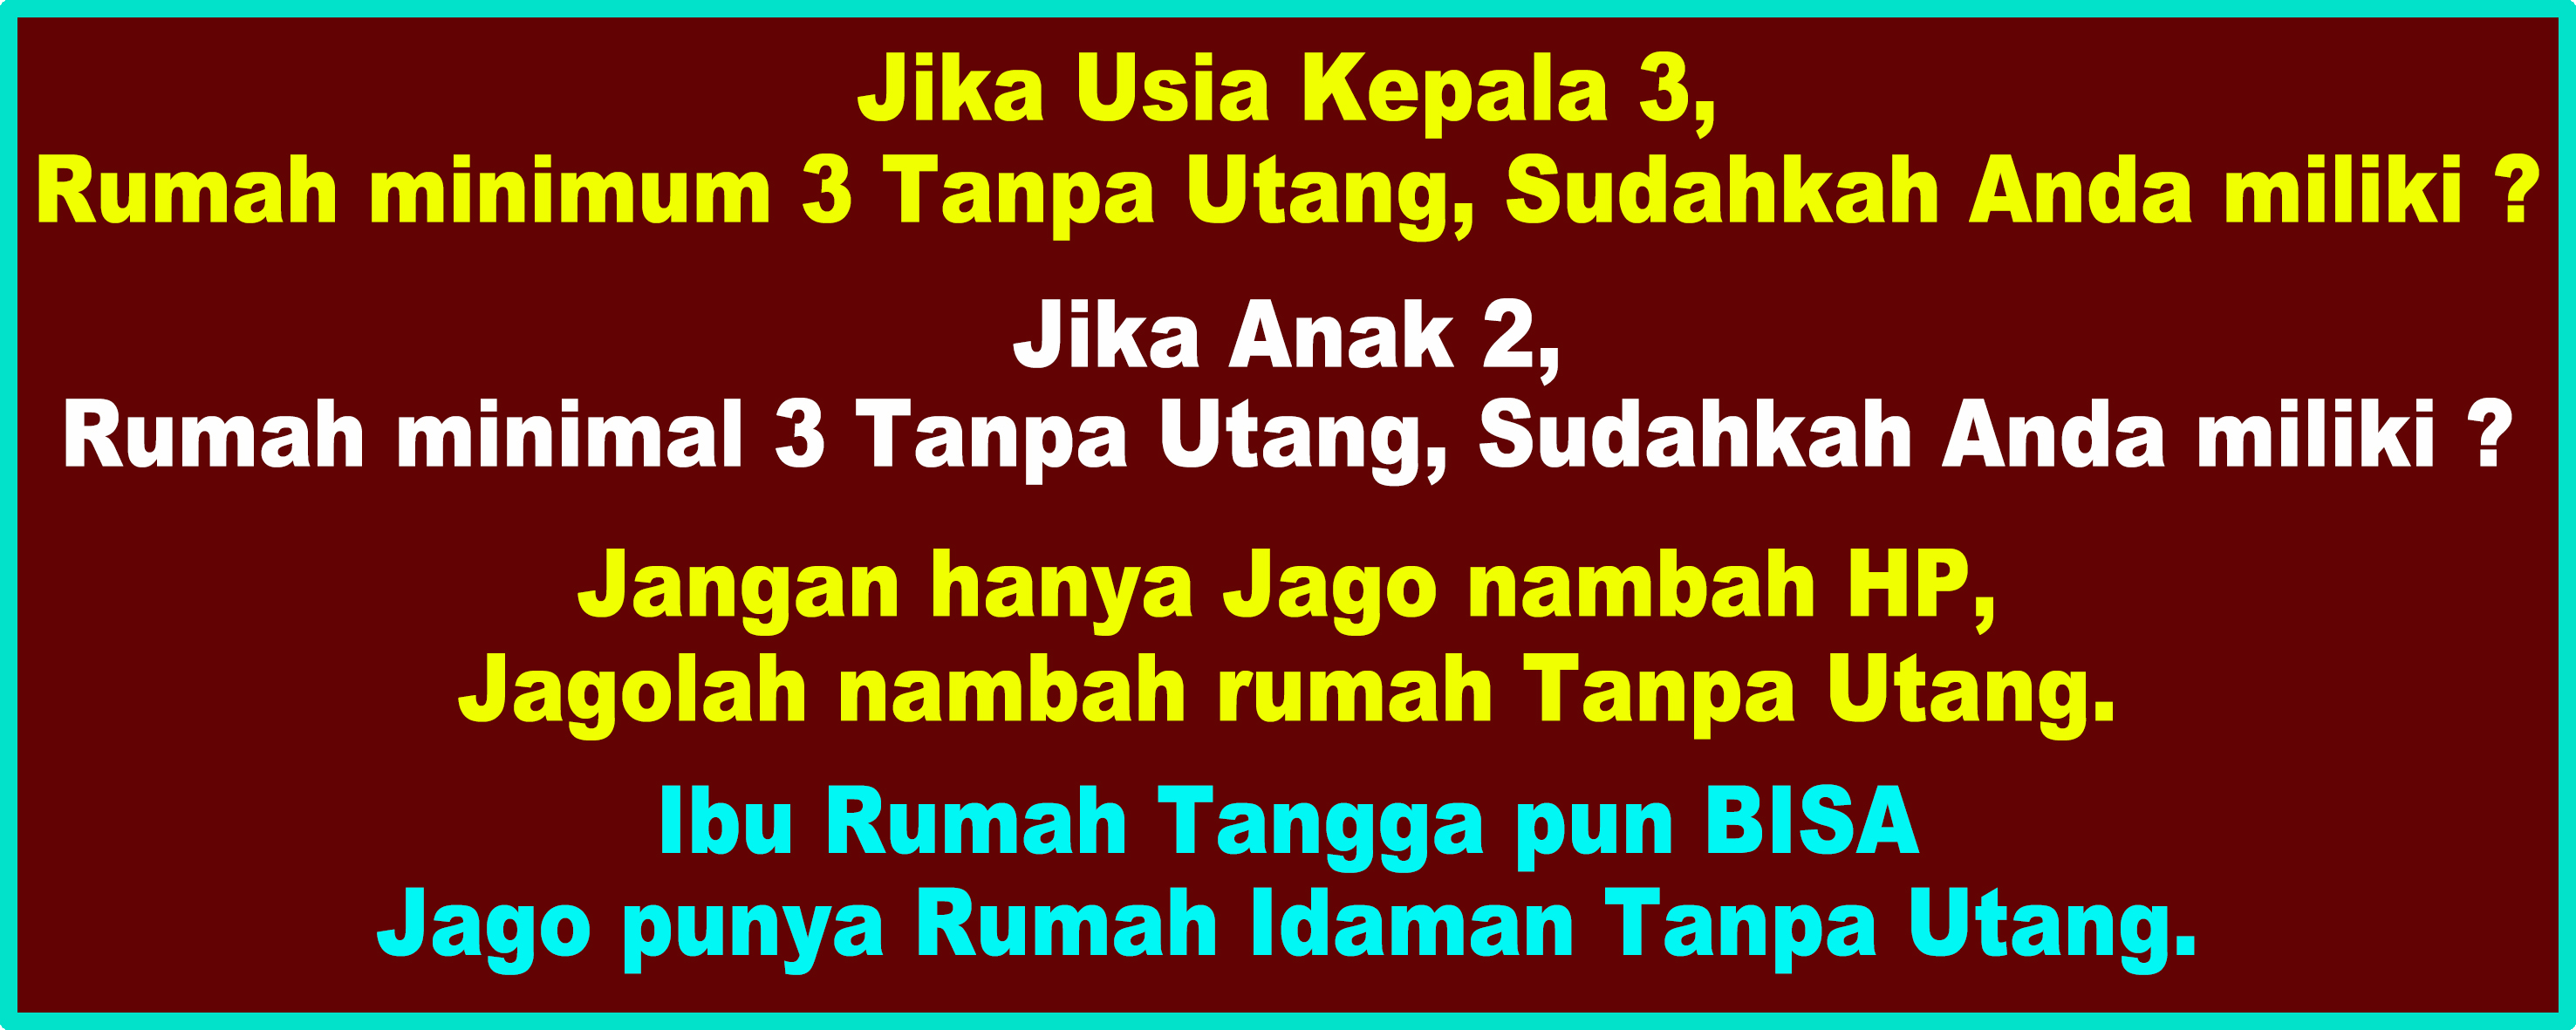 Jika Usia Kepala 3,
Rumah minimum 3 Tanpa Utang, Sudahkah Anda miliki ?
Jika Anak 2,
Rumah minimal 3 Tanpa Utang, Sudahkah Anda miliki ?
Jangan hanya Jago nambah HP,
Jagolah nambah rumah Tanpa Utang.
Ibu Rumah Tangga pun BISA
Jago punya Rumah Idaman Tanpa Utang.